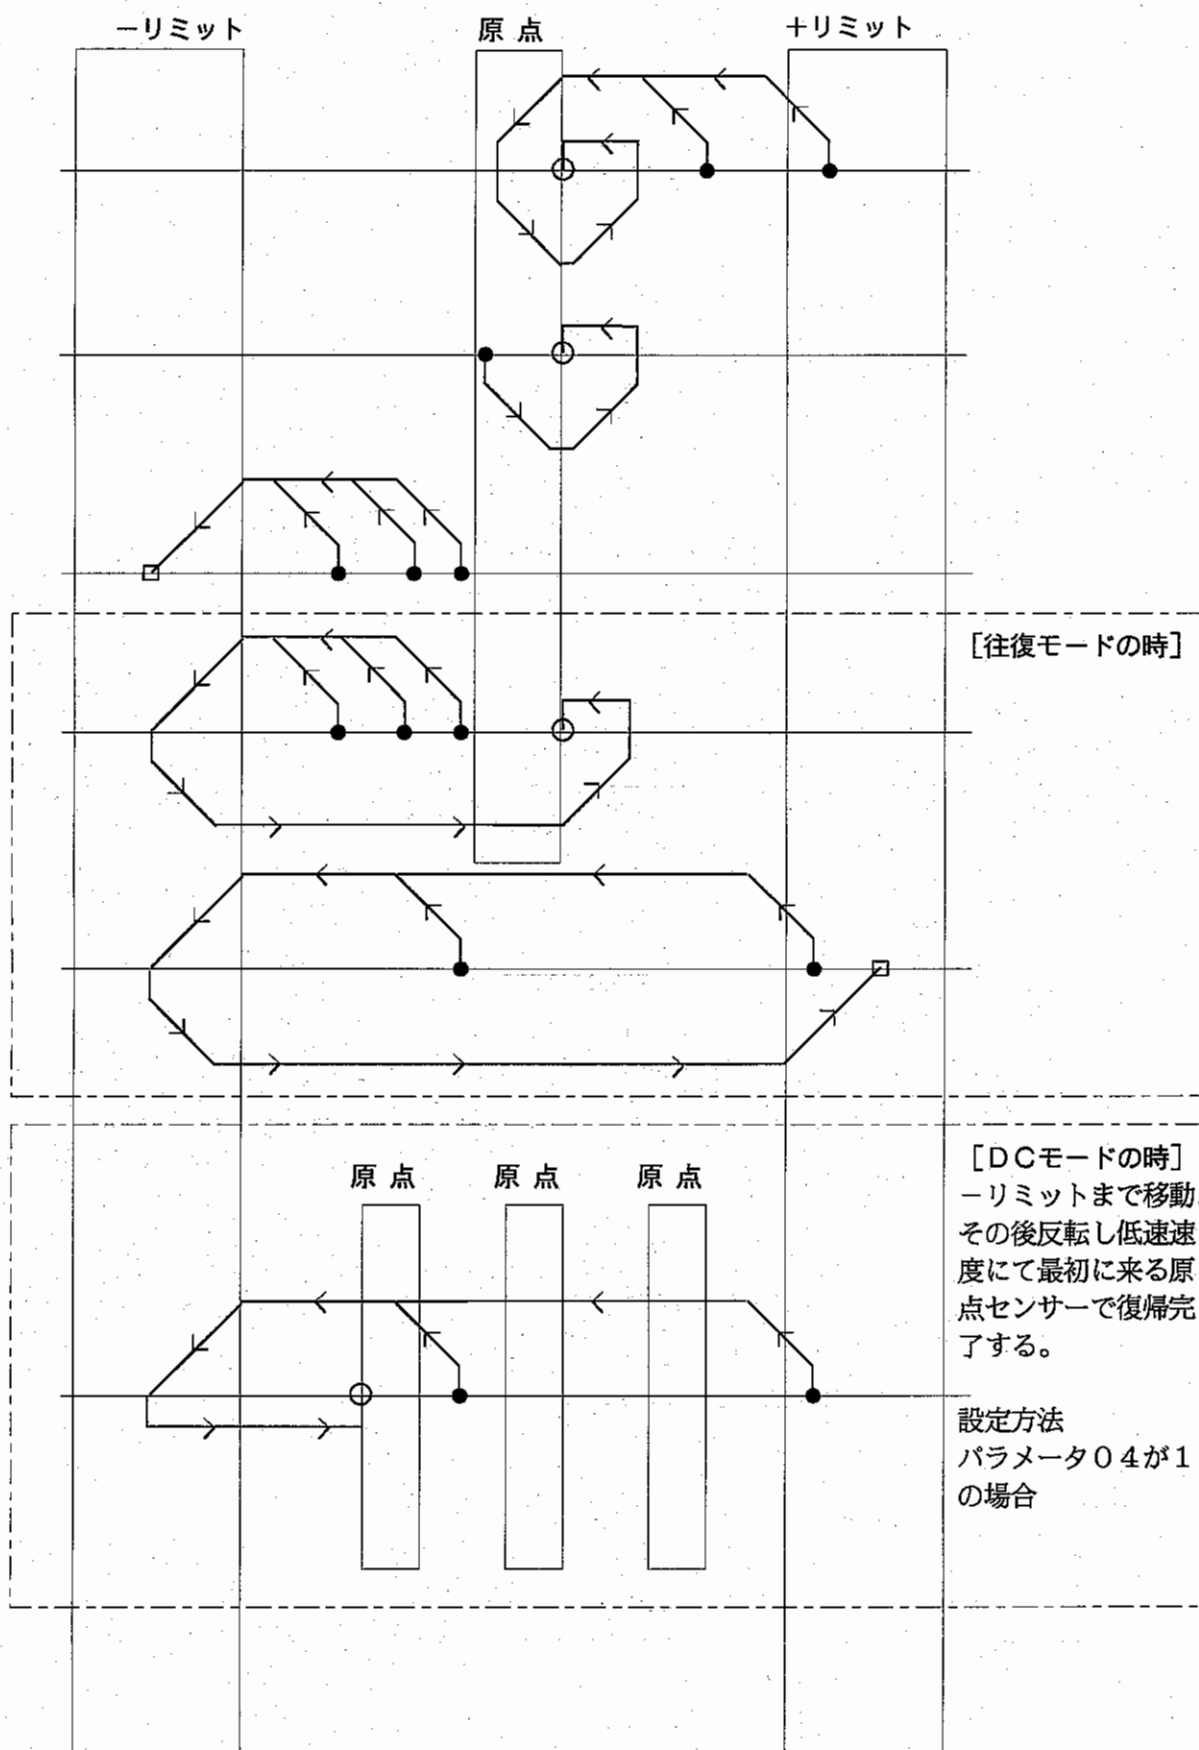 －リミット
原 点
＋リミット
［往復モードの時］
原 点
原 点
原 点
［ＤＣモードの時］
－リミットまで移動
その後反転し低速速
度にて最初に来る原
点センサーで復帰完
了する。
設定方法
パラメータ０４が１
の場合